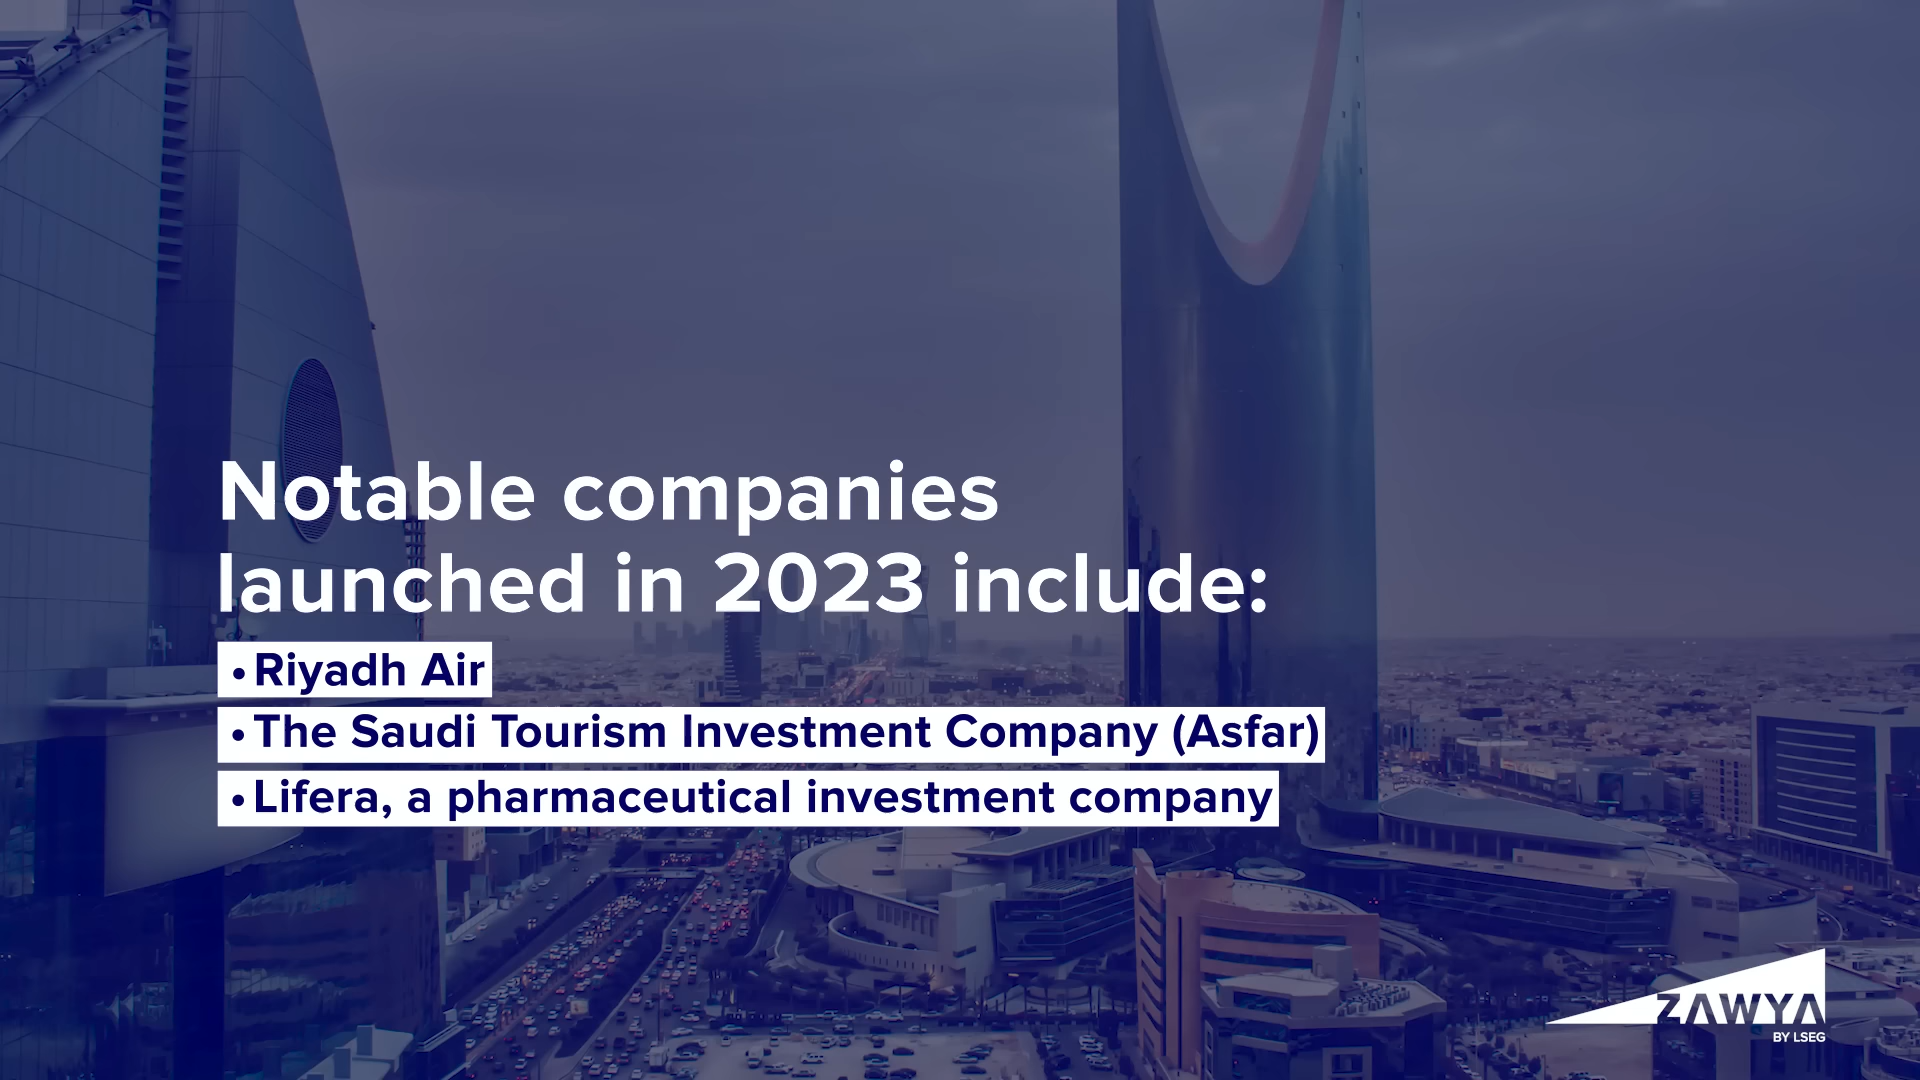 Notable companies
launched in 2023 include:
• Riyadh Air
• The Saudi Tourism Investment Company (Asfar)
• Lifera, a pharmaceutical investment company
ZAWYA
BY LSEG